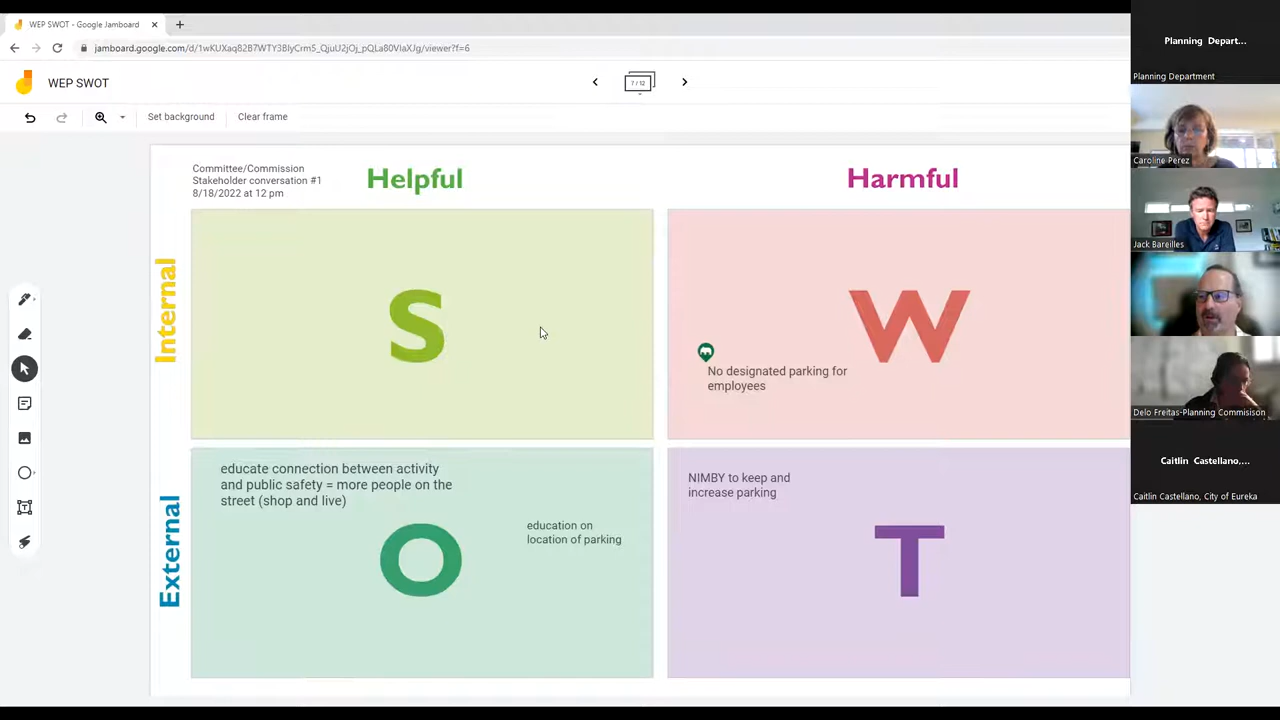 WEP SWOT - Google Jamboard
jamboard.google.com/d/1wKUXaq82B7WTY3BlyCrm5_QjuU2jOj_pQLa80VlaXJg/viewer?f=6
WEP SWOT
7 / 12
Set background
Clear frame
Committee/Commission
Stakeholder conversation #1
8/18/2022 at 12 pm
Helpful
Harmful
Internal
S
W
No designated parking for
employees
External
educate connection between activity
and public safety = more people on the
street (shop and live)
education on
location of parking
O
NIMBY to keep and
increase parking
T
Planning Depart...
Planning Department
Caroline Perez
Jack Bareilles
Delo Freitas-Planning Commisison
Caitlin Castellano,...
Caitlin Castellano, City of Eureka